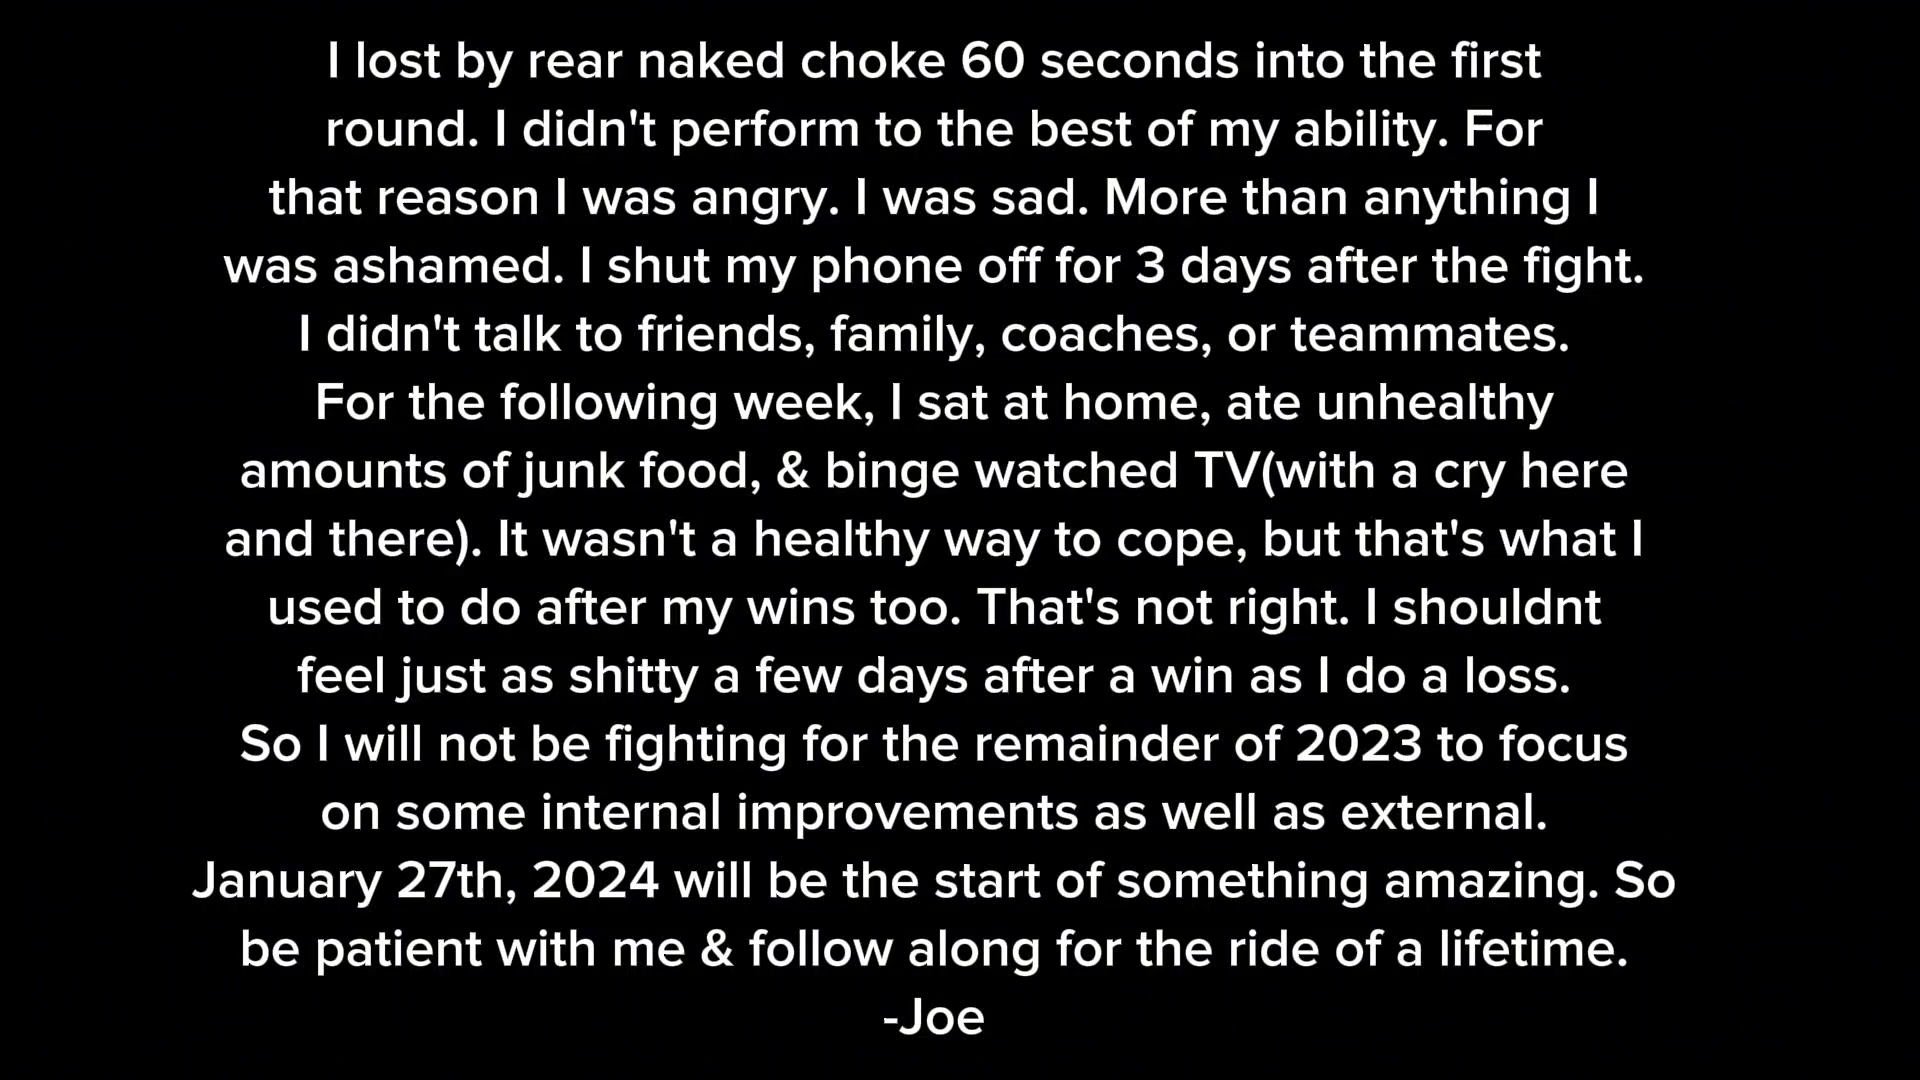 I lost by rear naked choke 60 seconds into the first
round. I didn't perform to the best of my ability. For
that reason I was angry. I was sad. More than anything I
was ashamed. I shut my phone off for 3 days after the fight.
I didn't talk to friends, family, coaches, or teammates.
For the following week, I sat at home, ate unhealthy
amounts of junk food, & binge watched TV(with a cry here
and there). It wasn't a healthy way to cope, but that's what I
used to do after my wins too. That's not right. I shouldnt
feel just as shitty a few days after a win as I do a loss.
So I will not be fighting for the remainder of 2023 to focus
on some internal improvements as well as external.
January 27th, 2024 will be the start of something amazing. So
be patient with me & follow along for the ride of a lifetime.
-Joe